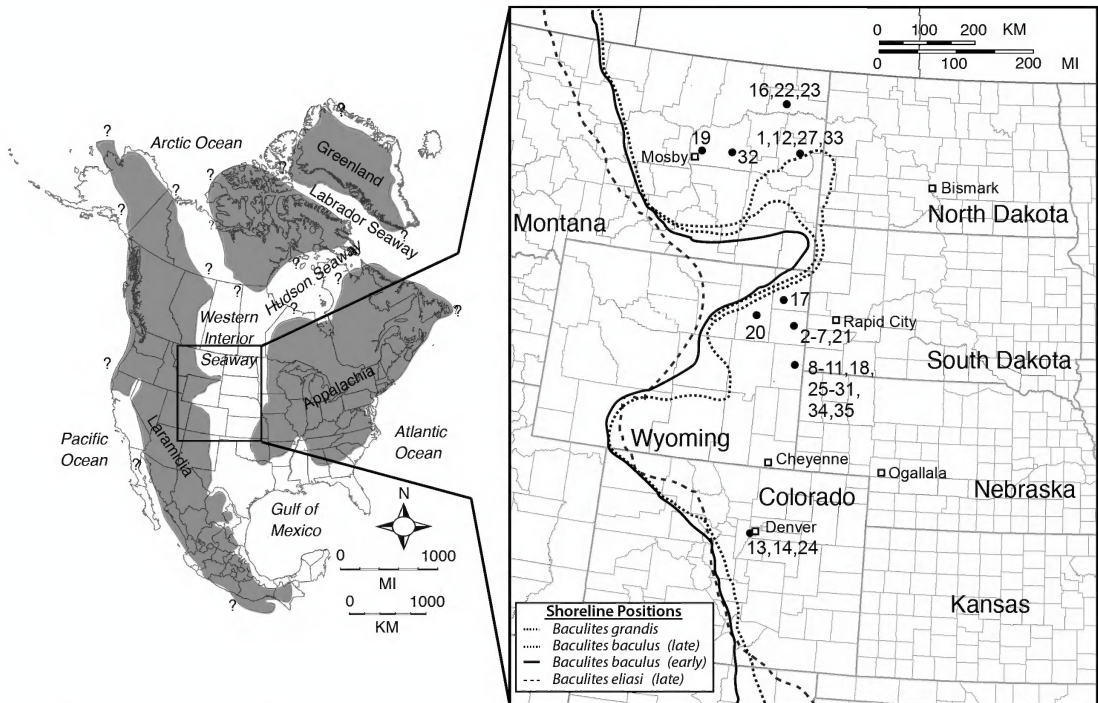 ?
Arctic Ocean
?
?
?
Greenland
Labrador Seaway
?
?
?
?
Hudson Seaway
?
?
?
Western
Interior
Seaway
?
Appalachia
Laramidia
Pacific
Ocean
?
Atlantic
Ocean
Gulf of
Mexico
N
0 1000
MI
0 1000
KM
?
0 100 200 KM
0 100 200 MI
16,22,23
19
1,12,27,33
Mosby
32
Bismark
North Dakota
Montana
17
20
Rapid City
2-7,21
South Dakota
8-11,18,
25-31,
34,35
Wyoming
Cheyenne
Ogallala
Colorado
Nebraska
Denver
13,14,24
Kansas
Shoreline Positions
Baculites grandis
Baculites baculus (late)
Baculites baculus (early)
Baculites eliasi (late)